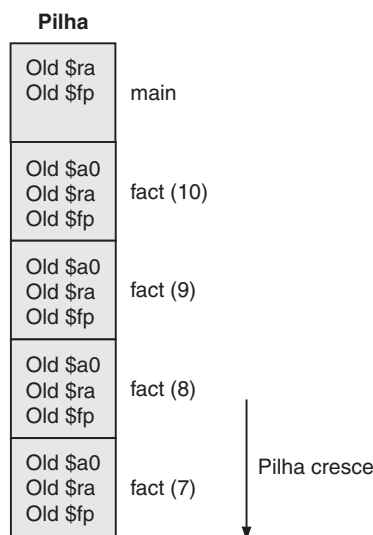 Pilha
Old $ra
Old $fp
main
Old $a0
Old $ra
Old $fp
fact (10)
Old $a0
Old $ra
Old $fp
fact (9)
Old $a0
Old $ra
Old $fp
fact (8)
Old $a0
Old $ra
Old $fp
fact (7)
Pilha cresce